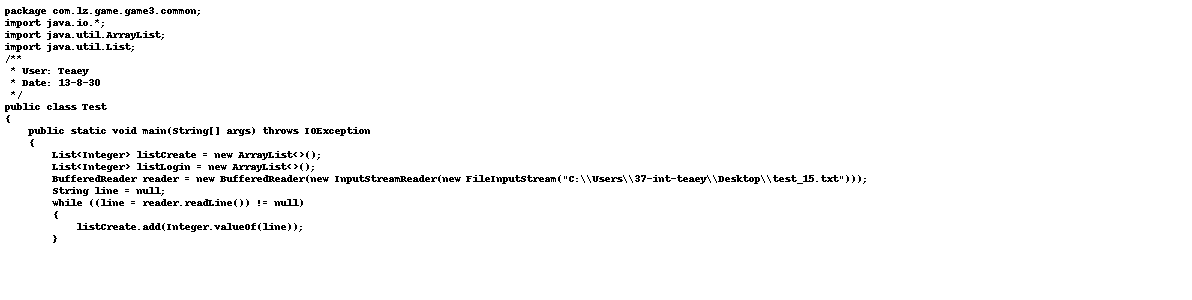 package com.lz.game.game3.common;
import java.io.*;
import java.util.ArrayList;
import java.util.List;
/**
 * User: Teaey
 * Date: 13-8-30
 */
public class Test
{
    public static void main(String[] args) throws IOException
    {
        List<Integer> listCreate = new ArrayList<>();
        List<Integer> listLogin = new ArrayList<>();
        BufferedReader reader = new BufferedReader(new InputStreamReader(new FileInputStream("C:\\Users\\37-int-teaey\\Desktop\\test_15.txt")));
        String line = null;
        while ((line = reader.readLine()) != null)
        {
            listCreate.add(Integer.valueOf(line));
        }